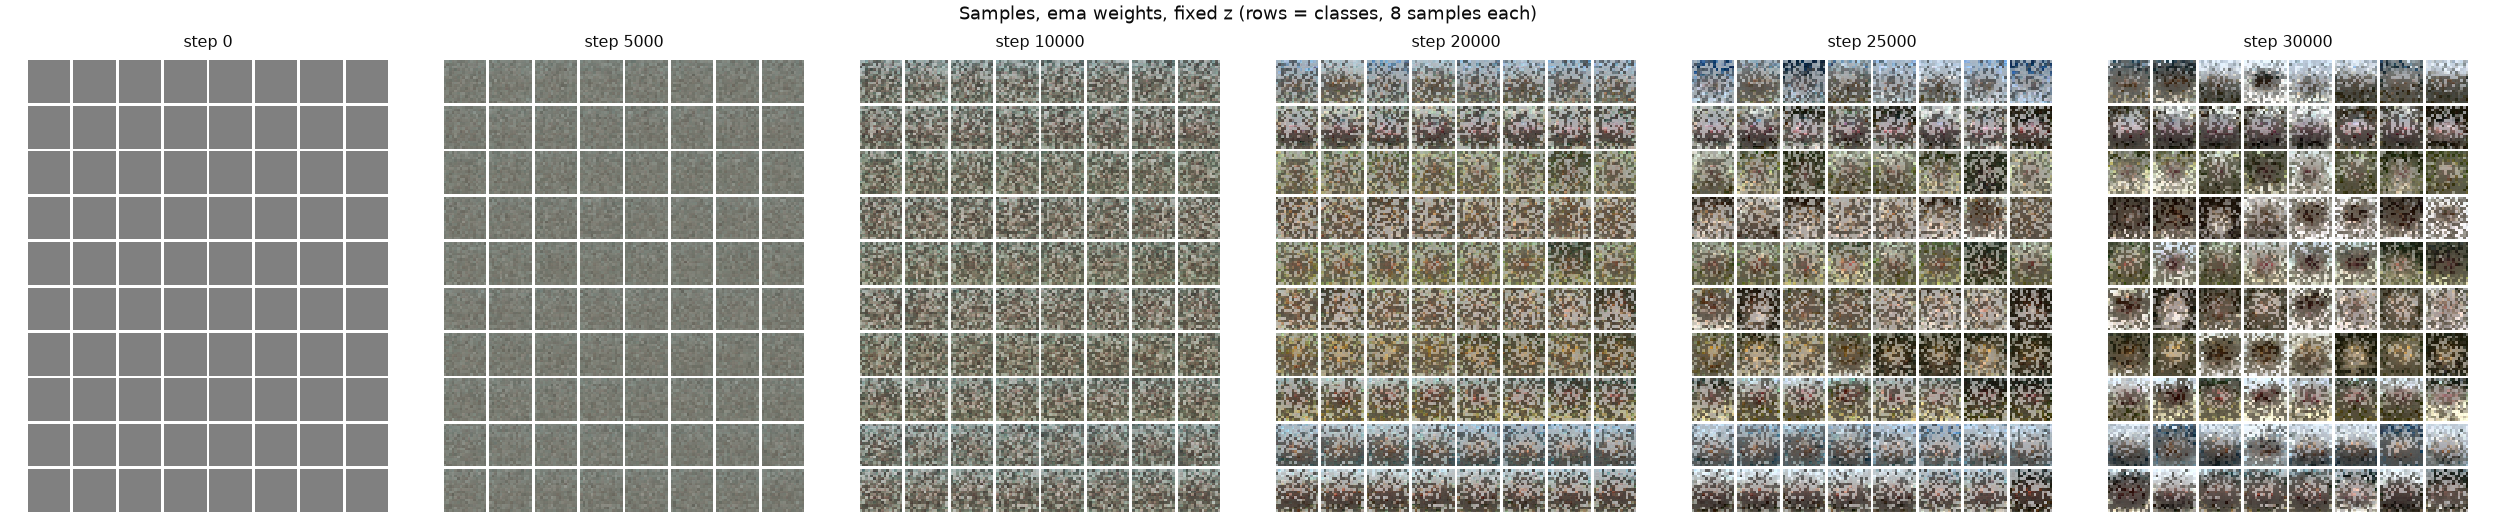 Samples, ema weights, fixed z (rows = classes, 8 samples each)
step 0
step 5000
step 10000
step 20000
step 25000
step 30000